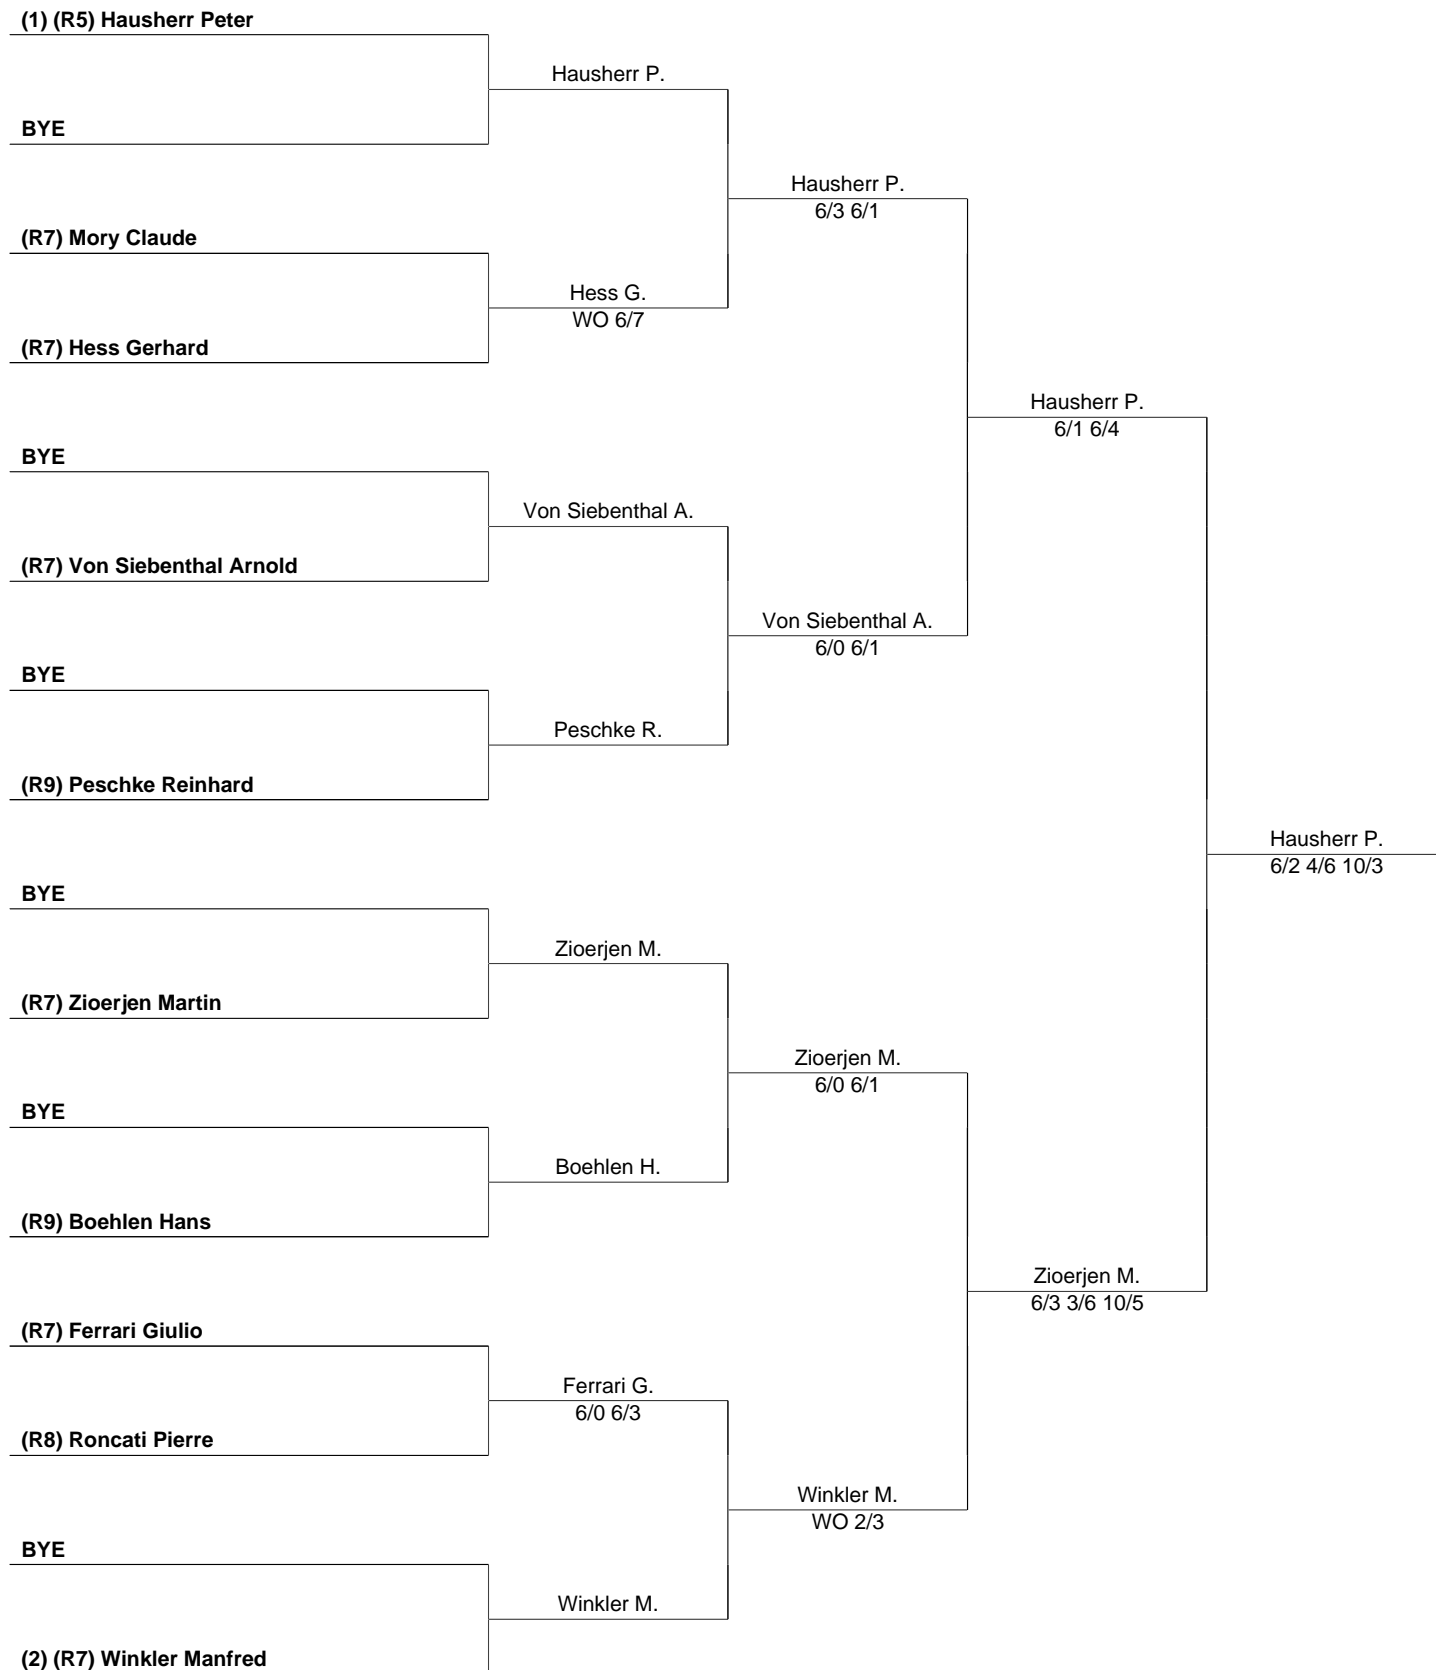 (1) (R5) Hausherr Peter
Hausherr P.
BYE
Hausherr P.
6/3 6/1
(R7) Mory Claude
Hess G.
WO 6/7
(R7) Hess Gerhard
Hausherr P.
6/1 6/4
BYE
Von Siebenthal A.
(R7) Von Siebenthal Arnold
Von Siebenthal A.
6/0 6/1
BYE
Peschke R.
(R9) Peschke Reinhard
Hausherr P.
6/2 4/6 10/3
BYE
Zioerjen M.
(R7) Zioerjen Martin
Zioerjen M.
6/0 6/1
BYE
Boehlen H.
(R9) Boehlen Hans
Zioerjen M.
6/3 3/6 10/5
(R7) Ferrari Giulio
Ferrari G.
6/0 6/3
(R8) Roncati Pierre
Winkler M.
WO 2/3
BYE
Winkler M.
(2) (R7) Winkler Manfred